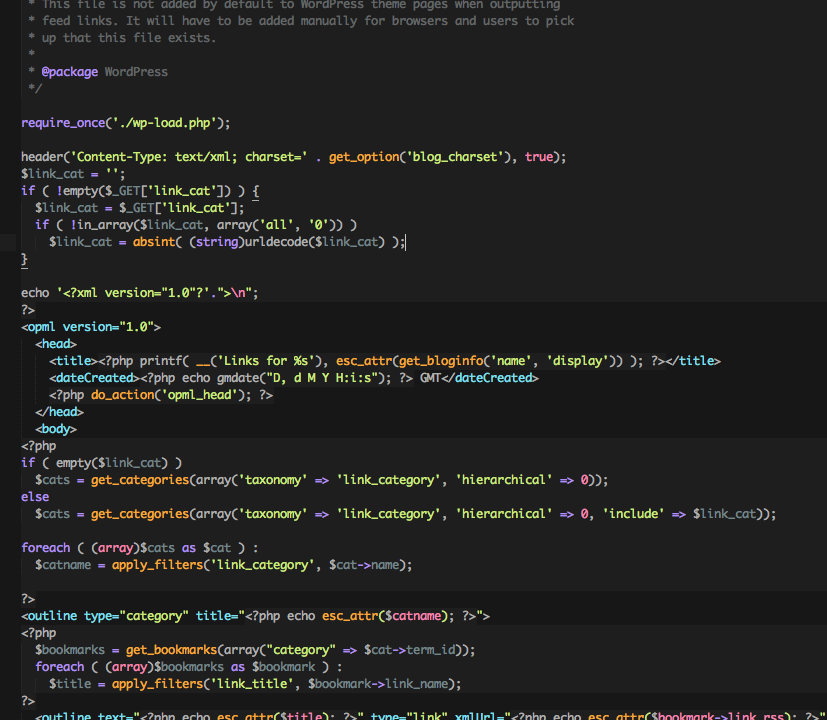 * This file is not added by default to WordPress theme pages when outputting
* feed links. It will have to be added manually for browsers and users to pick
* up that this file exists.
*
* @package WordPress
*/
require_once('./wp-load.php');
header('Content-Type: text/xml; charset=' . get_option('blog_charset'), true);
$link_cat = '';
if ( !empty($_GET['link_cat']) ) {
$link_cat = $_GET['link_cat'];
if ( !in_array($link_cat, array('all', '0')) )
$link_cat = absint( (string)urldecode($link_cat) );
}
echo '<?xml version="1.0"?'.">\n";
?>
<opml version="1.0">
<head>
<title><?php printf( __('Links for %s'), esc_attr(get_bloginfo('name', 'display')) ); ?></title>
<dateCreated><?php echo gmdate("D, d M Y H:i:s"); ?> GMT</dateCreated>
<?php do_action('opml_head'); ?>
</head>
<body>
<?php
if ( empty($link_cat) )
$cats = get_categories(array('taxonomy' => 'link_category', 'hierarchical' => 0));
else
$cats = get_categories(array('taxonomy' => 'link_category', 'hierarchical' => 0, 'include' => $link_cat));
foreach ( (array)$cats as $cat ) :
$catname = apply_filters('link_category', $cat->name);
?>
<outline type="category" title="<?php echo esc_attr($catname); ?>">
<?php
$bookmarks = get_bookmarks(array("category" => $cat->term_id));
foreach ( (array)$bookmarks as $bookmark ) :
$title = apply_filters('link_title', $bookmark->link_name);
?>
<outline text="<?php echo esc_attr($title); ?>" type="link" xmlUrl="<?php echo esc_attr($bookmark->link_rss); ?>"